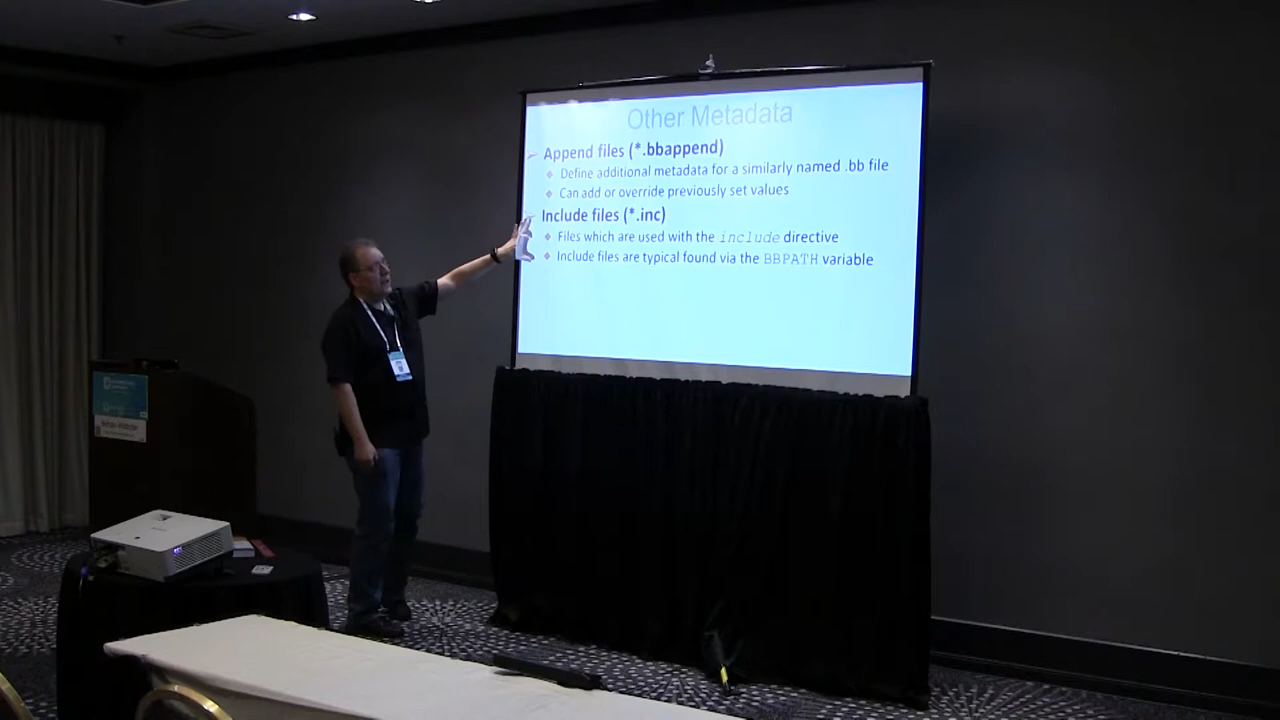 Other Metadata
Append files (*.bbappend)
Define additional metadata for a similarly named .bb file
Can add or override previously set values
Include files (*.inc)
Files which are used with the include directive
Include files are typical found via the BBPATH variable